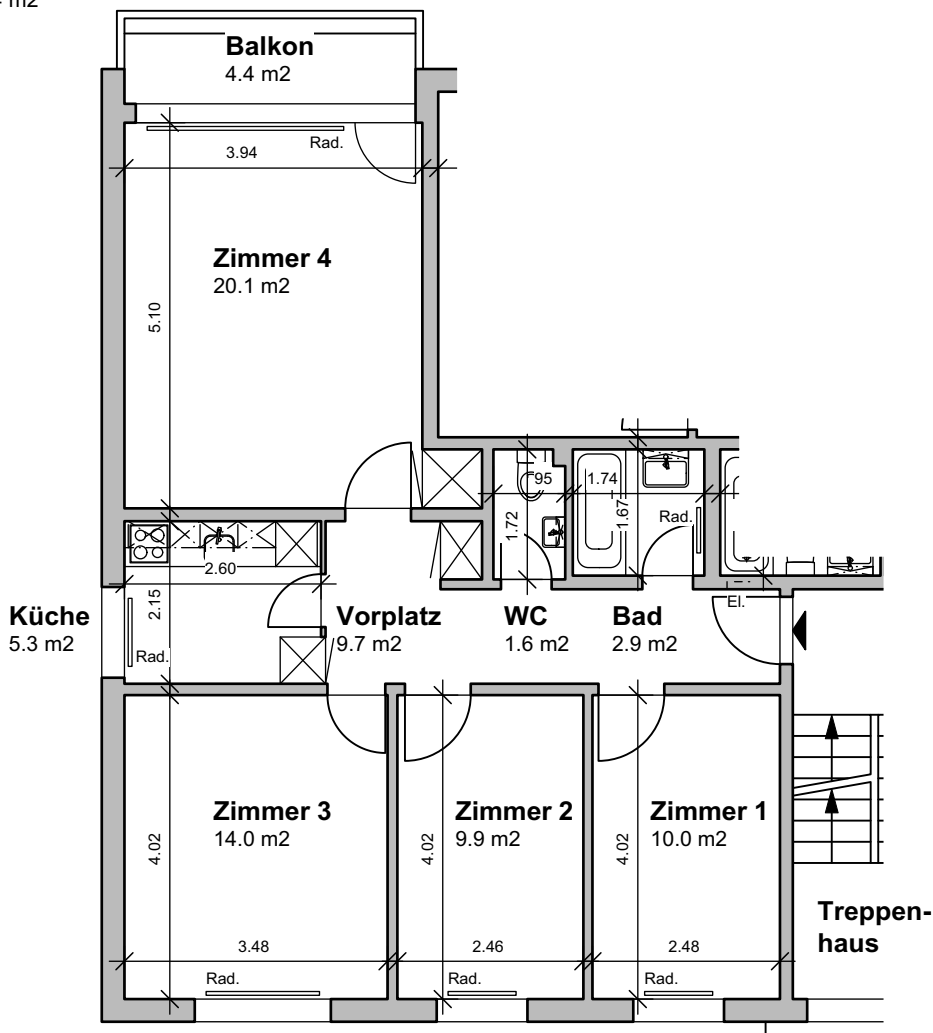 m2
Balkon
4.4 m2
Rad.
3.94
Zimmer 4
20.1 m2
5.10
95
1.74
1.72
1.67
Rad.
2.60
2.15
Küche
5.3 m2
Vorplatz
9.7 m2
WC
1.6 m2
Bad
2.9 m2
El.
Rad.
Zimmer 3
14.0 m2
Zimmer 2
9.9 m2
Zimmer 1
10.0 m2
4.02
4.02
4.02
Treppen-
haus
3.48
2.46
2.48
Rad.
Rad.
Rad.